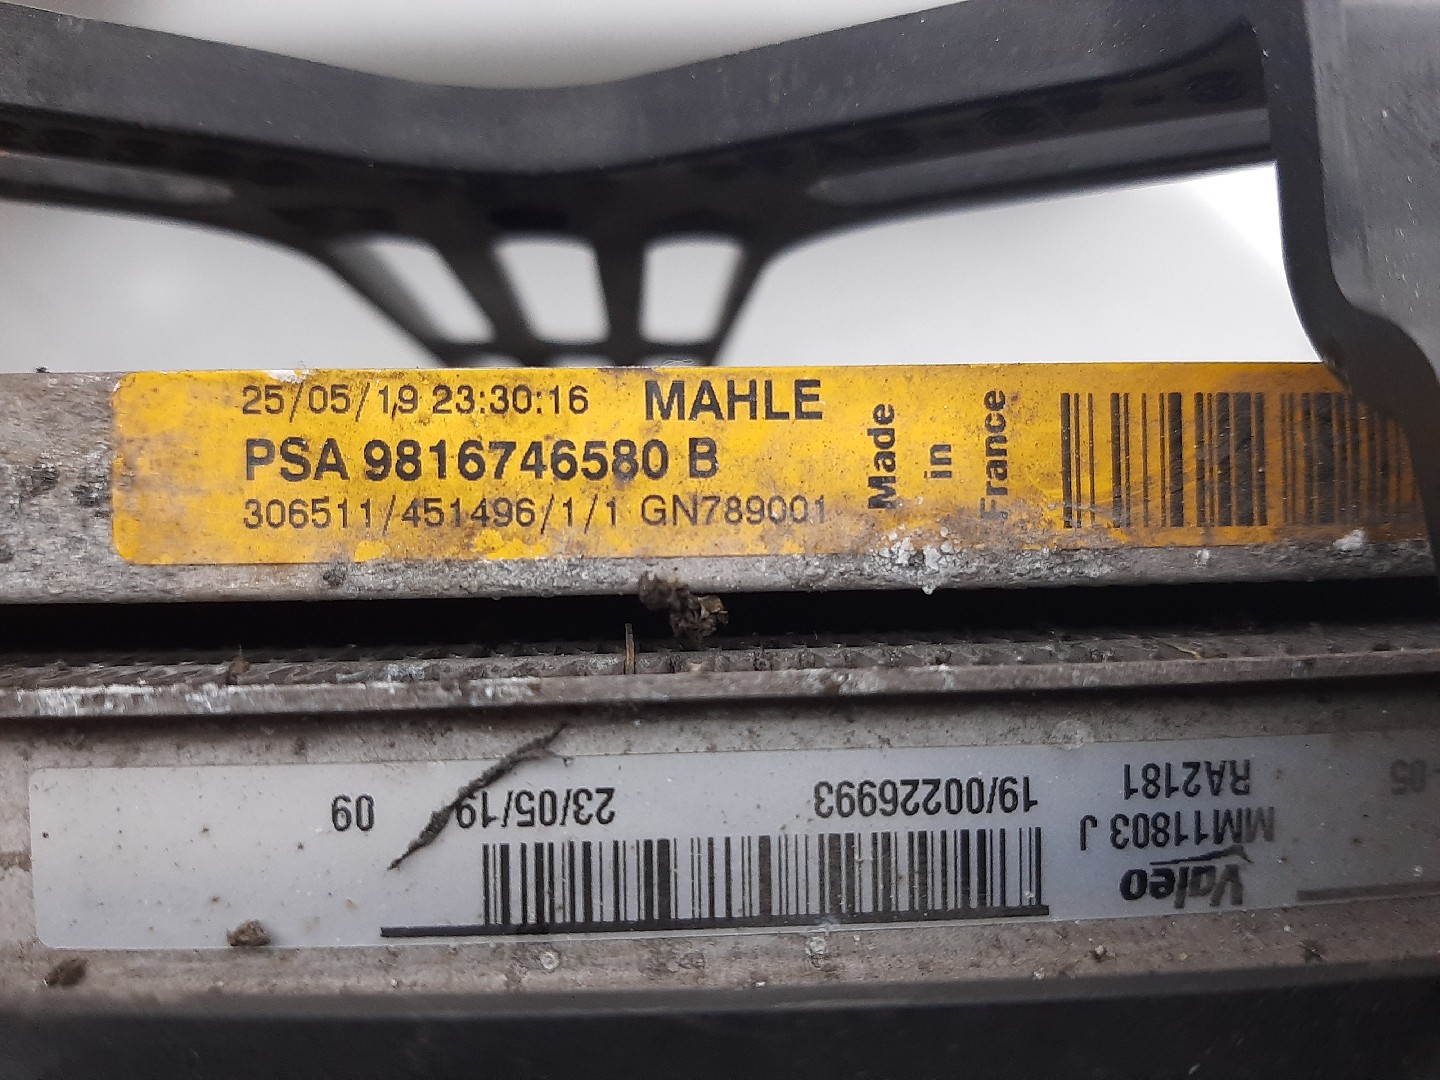 25/05/19 23:30:16 MAHLE
PSA 9816746580 B
306511/451496/1/1 GN789001
Made
in
France
Valeo
MM11803 J
RA2181
19/00226993
23/05/19
09
05